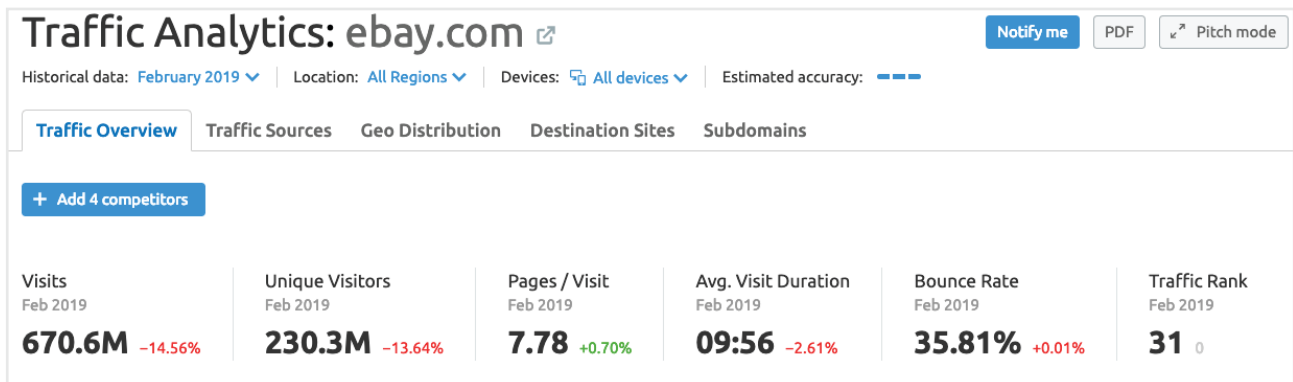 Traffic Analytics: ebay.com
Notify me
PDF
Pitch mode
Historical data: February 2019
Location: All Regions
Devices: All devices
Estimated accuracy:
Traffic Overview
Traffic Sources
Geo Distribution
Destination Sites
Subdomains
+ Add 4 competitors
Visits
Feb 2019
670.6M -14.56%
Unique Visitors
Feb 2019
230.3M -13.64%
Pages / Visit
Feb 2019
7.78 +0.70%
Avg. Visit Duration
Feb 2019
09:56 -2.61%
Bounce Rate
Feb 2019
35.81% +0.01%
Traffic Rank
Feb 2019
31 0